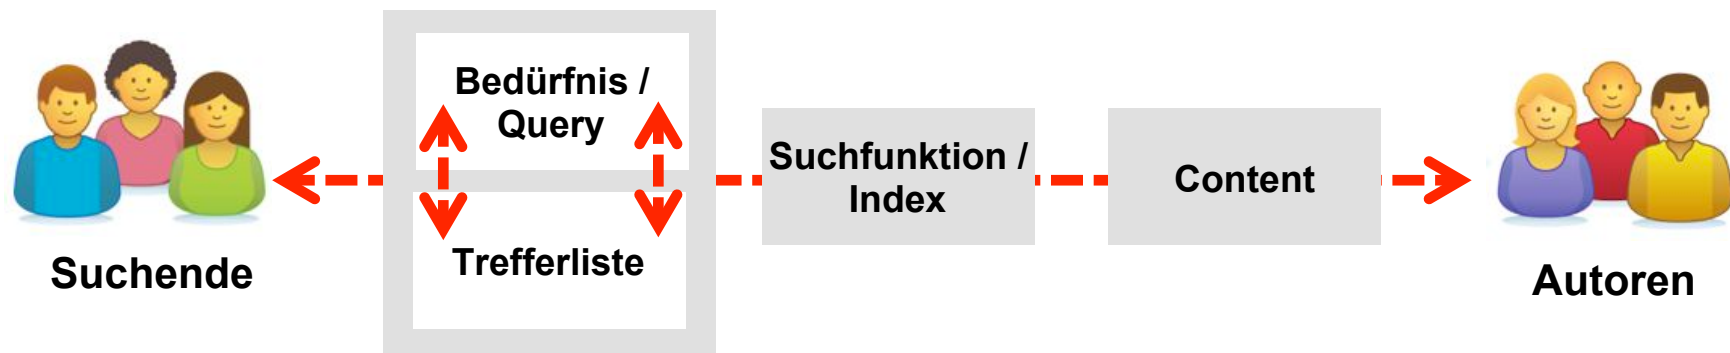 Bedürfnis /
Query
Trefferliste
Suchfunktion /
Index
Content
Suchende
Autoren